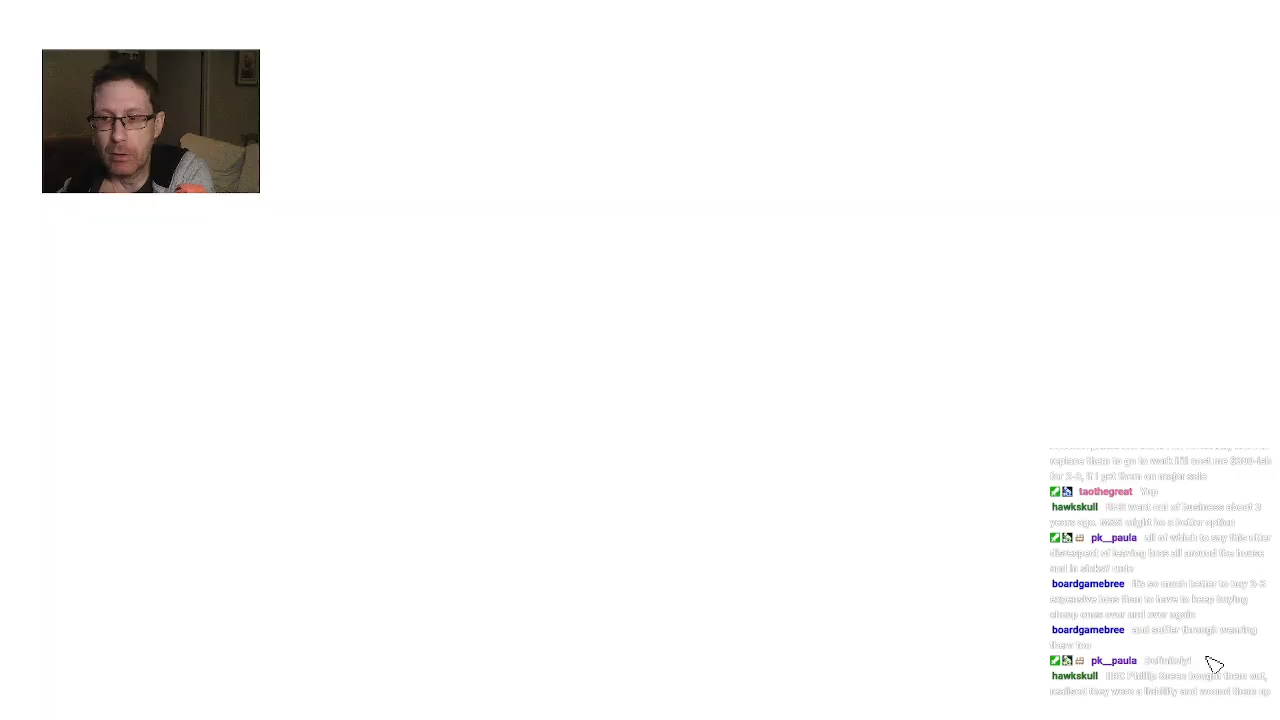 replace them to go to work it'll cost me $300-ish
for 2-3, if I get them on major sale
taothegreat Yup
hawkskull BHS went out of business about 3
years ago. M&S might be a better option
pk__paula all of which to say this utter
disrespect of leaving bras all around the house
and in sinks? rude
boardgamebree it's so much better to buy
expensive bras then to have to keep buying
cheap ones over and over again
boardgamebree and suffer through wearing
them too
pk__paula Definitely!
hawkskull Phillip Green bought them out,
realised they were a liability and wound them up